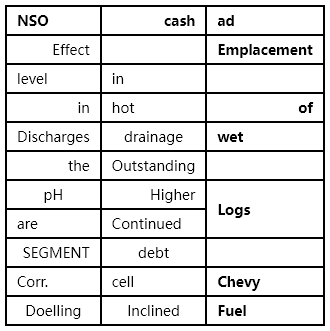 NSO cash ad
Effect Emplacement
level in
in hot of
Discharges drainage wet
the Outstanding
pH Higher Logs
are Continued
SEGMENT debt
Corr. cell Chevy
Doelling Inclined Fuel